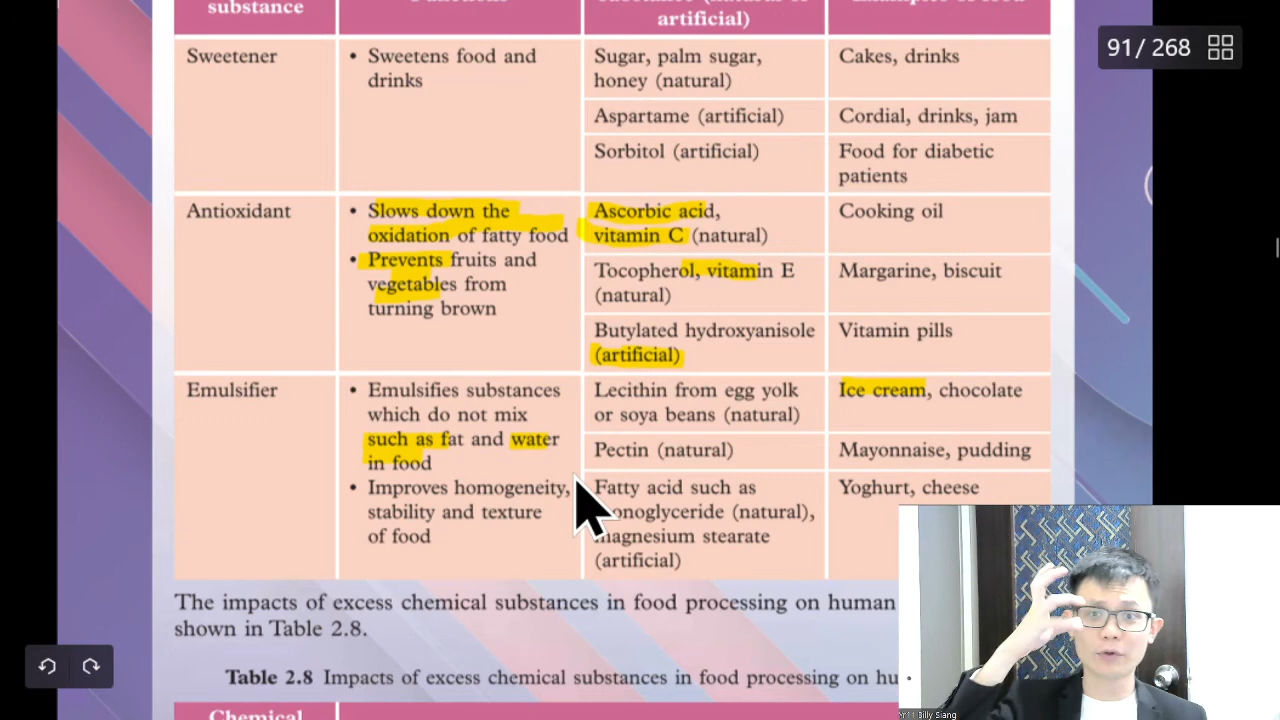 substance
artificial)
91/ 268
Sweetener
• Sweetens food and
drinks
Sugar, palm sugar,
honey (natural)
Cakes, drinks
Aspartame (artificial)
Cordial, drinks, jam
Sorbitol (artificial)
Food for diabetic
patients
Antioxidant
• Slows down the
oxidation of fatty food
• Prevents fruits and
vegetables from
turning brown
Ascorbic acid,
vitamin C (natural)
Cooking oil
Tocopherol, vitamin E
(natural)
Margarine, biscuit
Butylated hydroxyanisole
(artificial)
Vitamin pills
Emulsifier
• Emulsifies substances
which do not mix
such as fat and water
in food
• Improves homogeneity,
stability and texture
of food
Lecithin from egg yolk
or soya beans (natural)
Ice cream, chocolate
Pectin (natural)
Mayonnaise, pudding
Fatty acid such as
(natural),
magnesium stearate
(artificial)
Yoghurt, cheese
The impacts of excess chemical substances in food processing on human
shown in Table 2.8.
Table 2.8 Impacts of excess chemical substances in food processing on hu
Chemical
Billy Siang